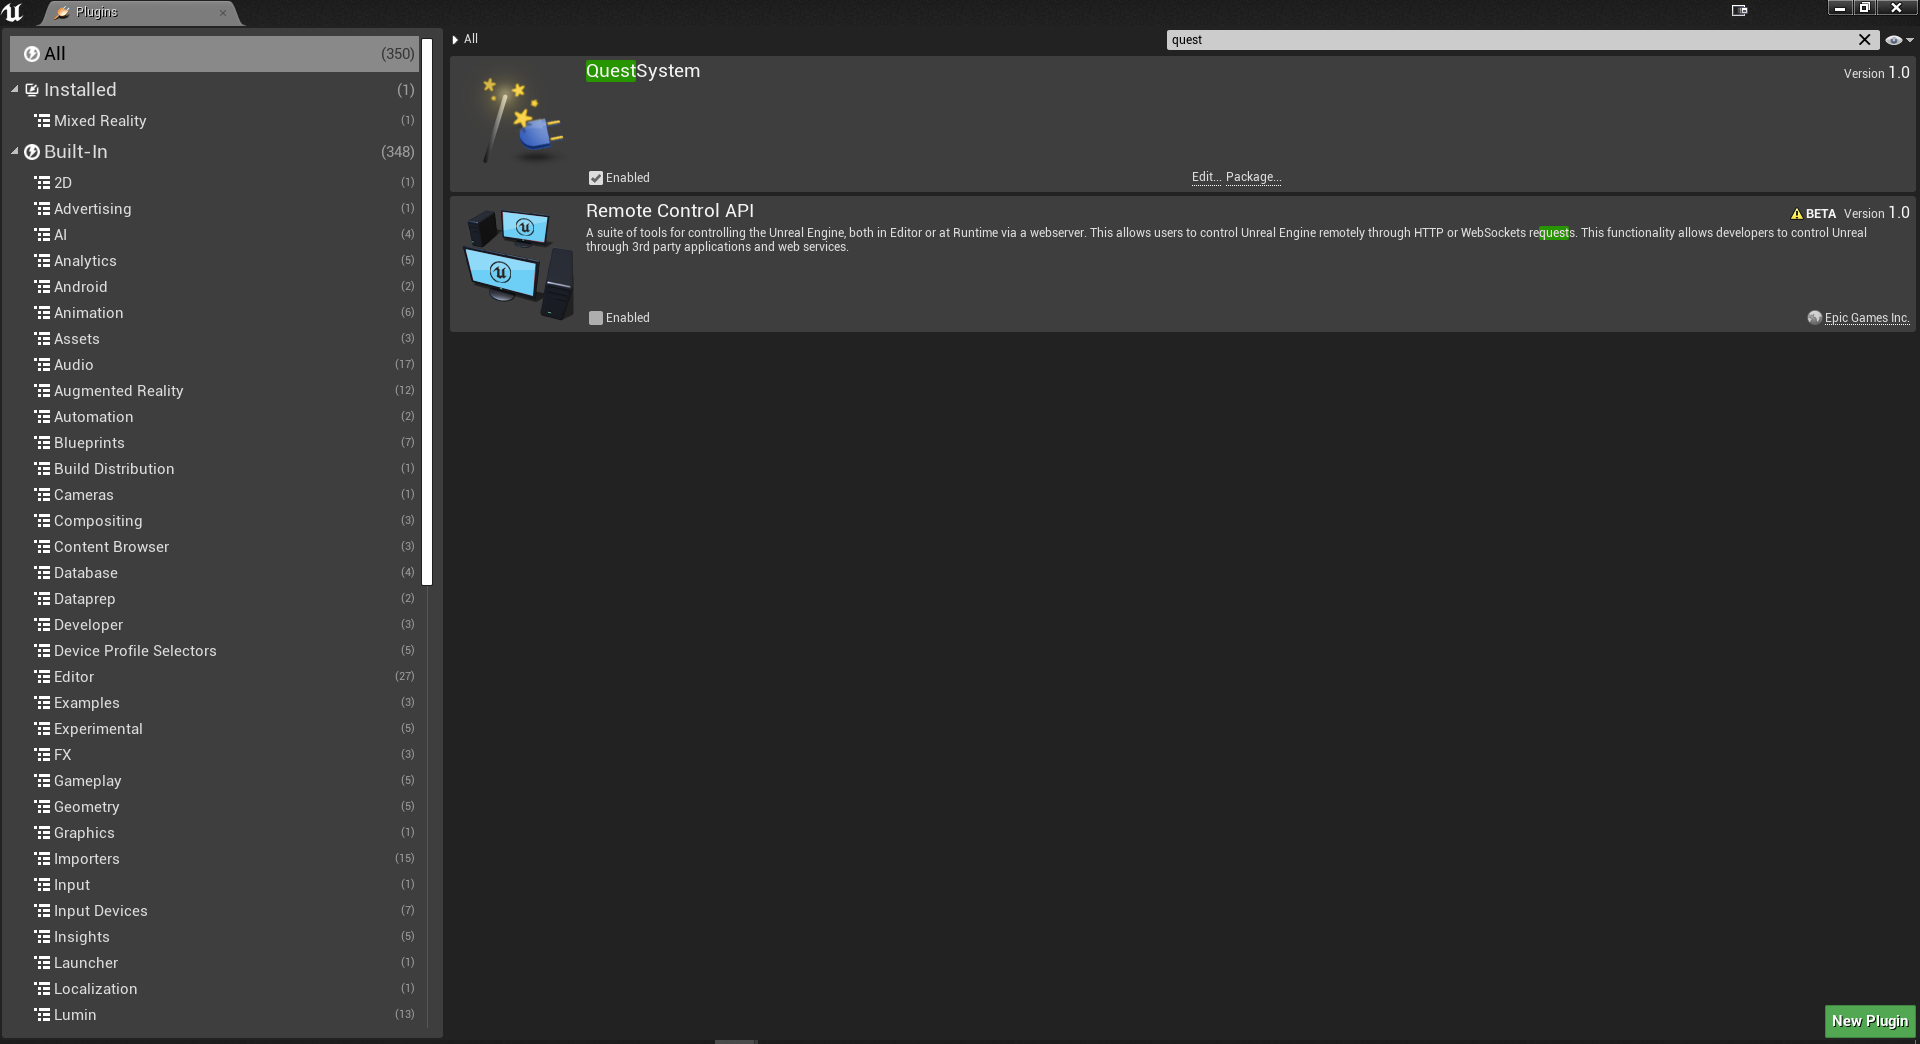 Plugins
All (350)
Installed (1)
Mixed Reality (1)
Built-In (348)
2D (1)
Advertising (1)
AI (4)
Analytics (5)
Android (2)
Animation (6)
Assets (3)
Audio (17)
Augmented Reality (12)
Automation (2)
Blueprints (7)
Build Distribution (1)
Cameras (1)
Compositing (3)
Content Browser (3)
Database (4)
Dataprep (2)
Developer (3)
Device Profile Selectors (5)
Editor (27)
Examples (3)
Experimental (5)
FX (3)
Gameplay (5)
Geometry (5)
Graphics (1)
Importers (15)
Input (1)
Input Devices (7)
Insights (5)
Launcher (1)
Localization (1)
Lumin (13)
All
quest
QuestSystem
Version 1.0
Enabled
Edit... Package...
Remote Control API
BETA Version 1.0
A suite of tools for controlling the Unreal Engine, both in Editor or at Runtime via a webserver. This allows users to control Unreal Engine remotely through HTTP or WebSockets requests. This functionality allows developers to control Unreal
through 3rd party applications and web services.
Enabled
Epic Games Inc.
New Plugin